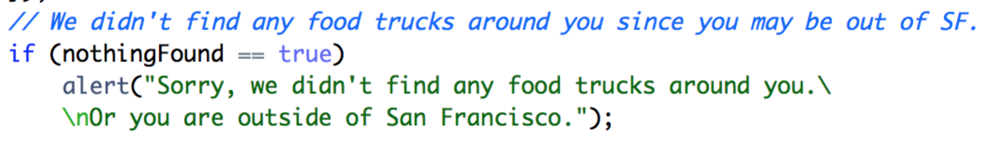 // We didn't find any food trucks around you since you may be out of SF.
if (nothingFound == true)
alert("Sorry, we didn't find any food trucks around you.\
\nOr you are outside of San Francisco.");